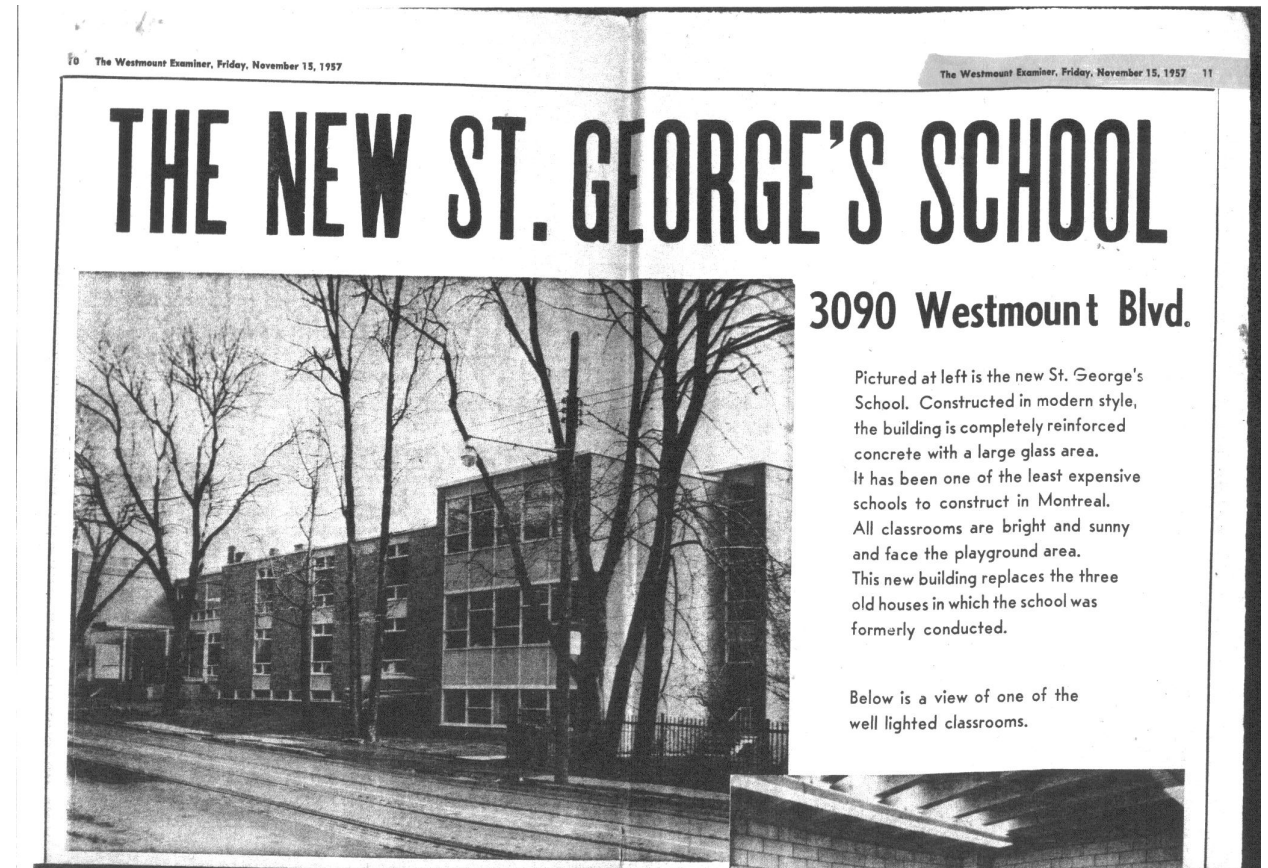 10 The Westmount Examiner, Friday, November 15, 1957
The Westmount Examiner, Friday, November 15, 1957 11
THE NEW ST. GEORGE'S SCHOOL
3090 Westmount Blvd.
Pictured at left is the new St. George's
School. Constructed in modern style,
the building is completely reinforced
concrete with a large glass area.
It has been one of the least expensive
schools to construct in Montreal.
All classrooms are bright and sunny
and face the playground area.
This new building replaces the three
old houses in which the school was
formerly conducted.
Below is a view of one of the
well lighted classrooms.